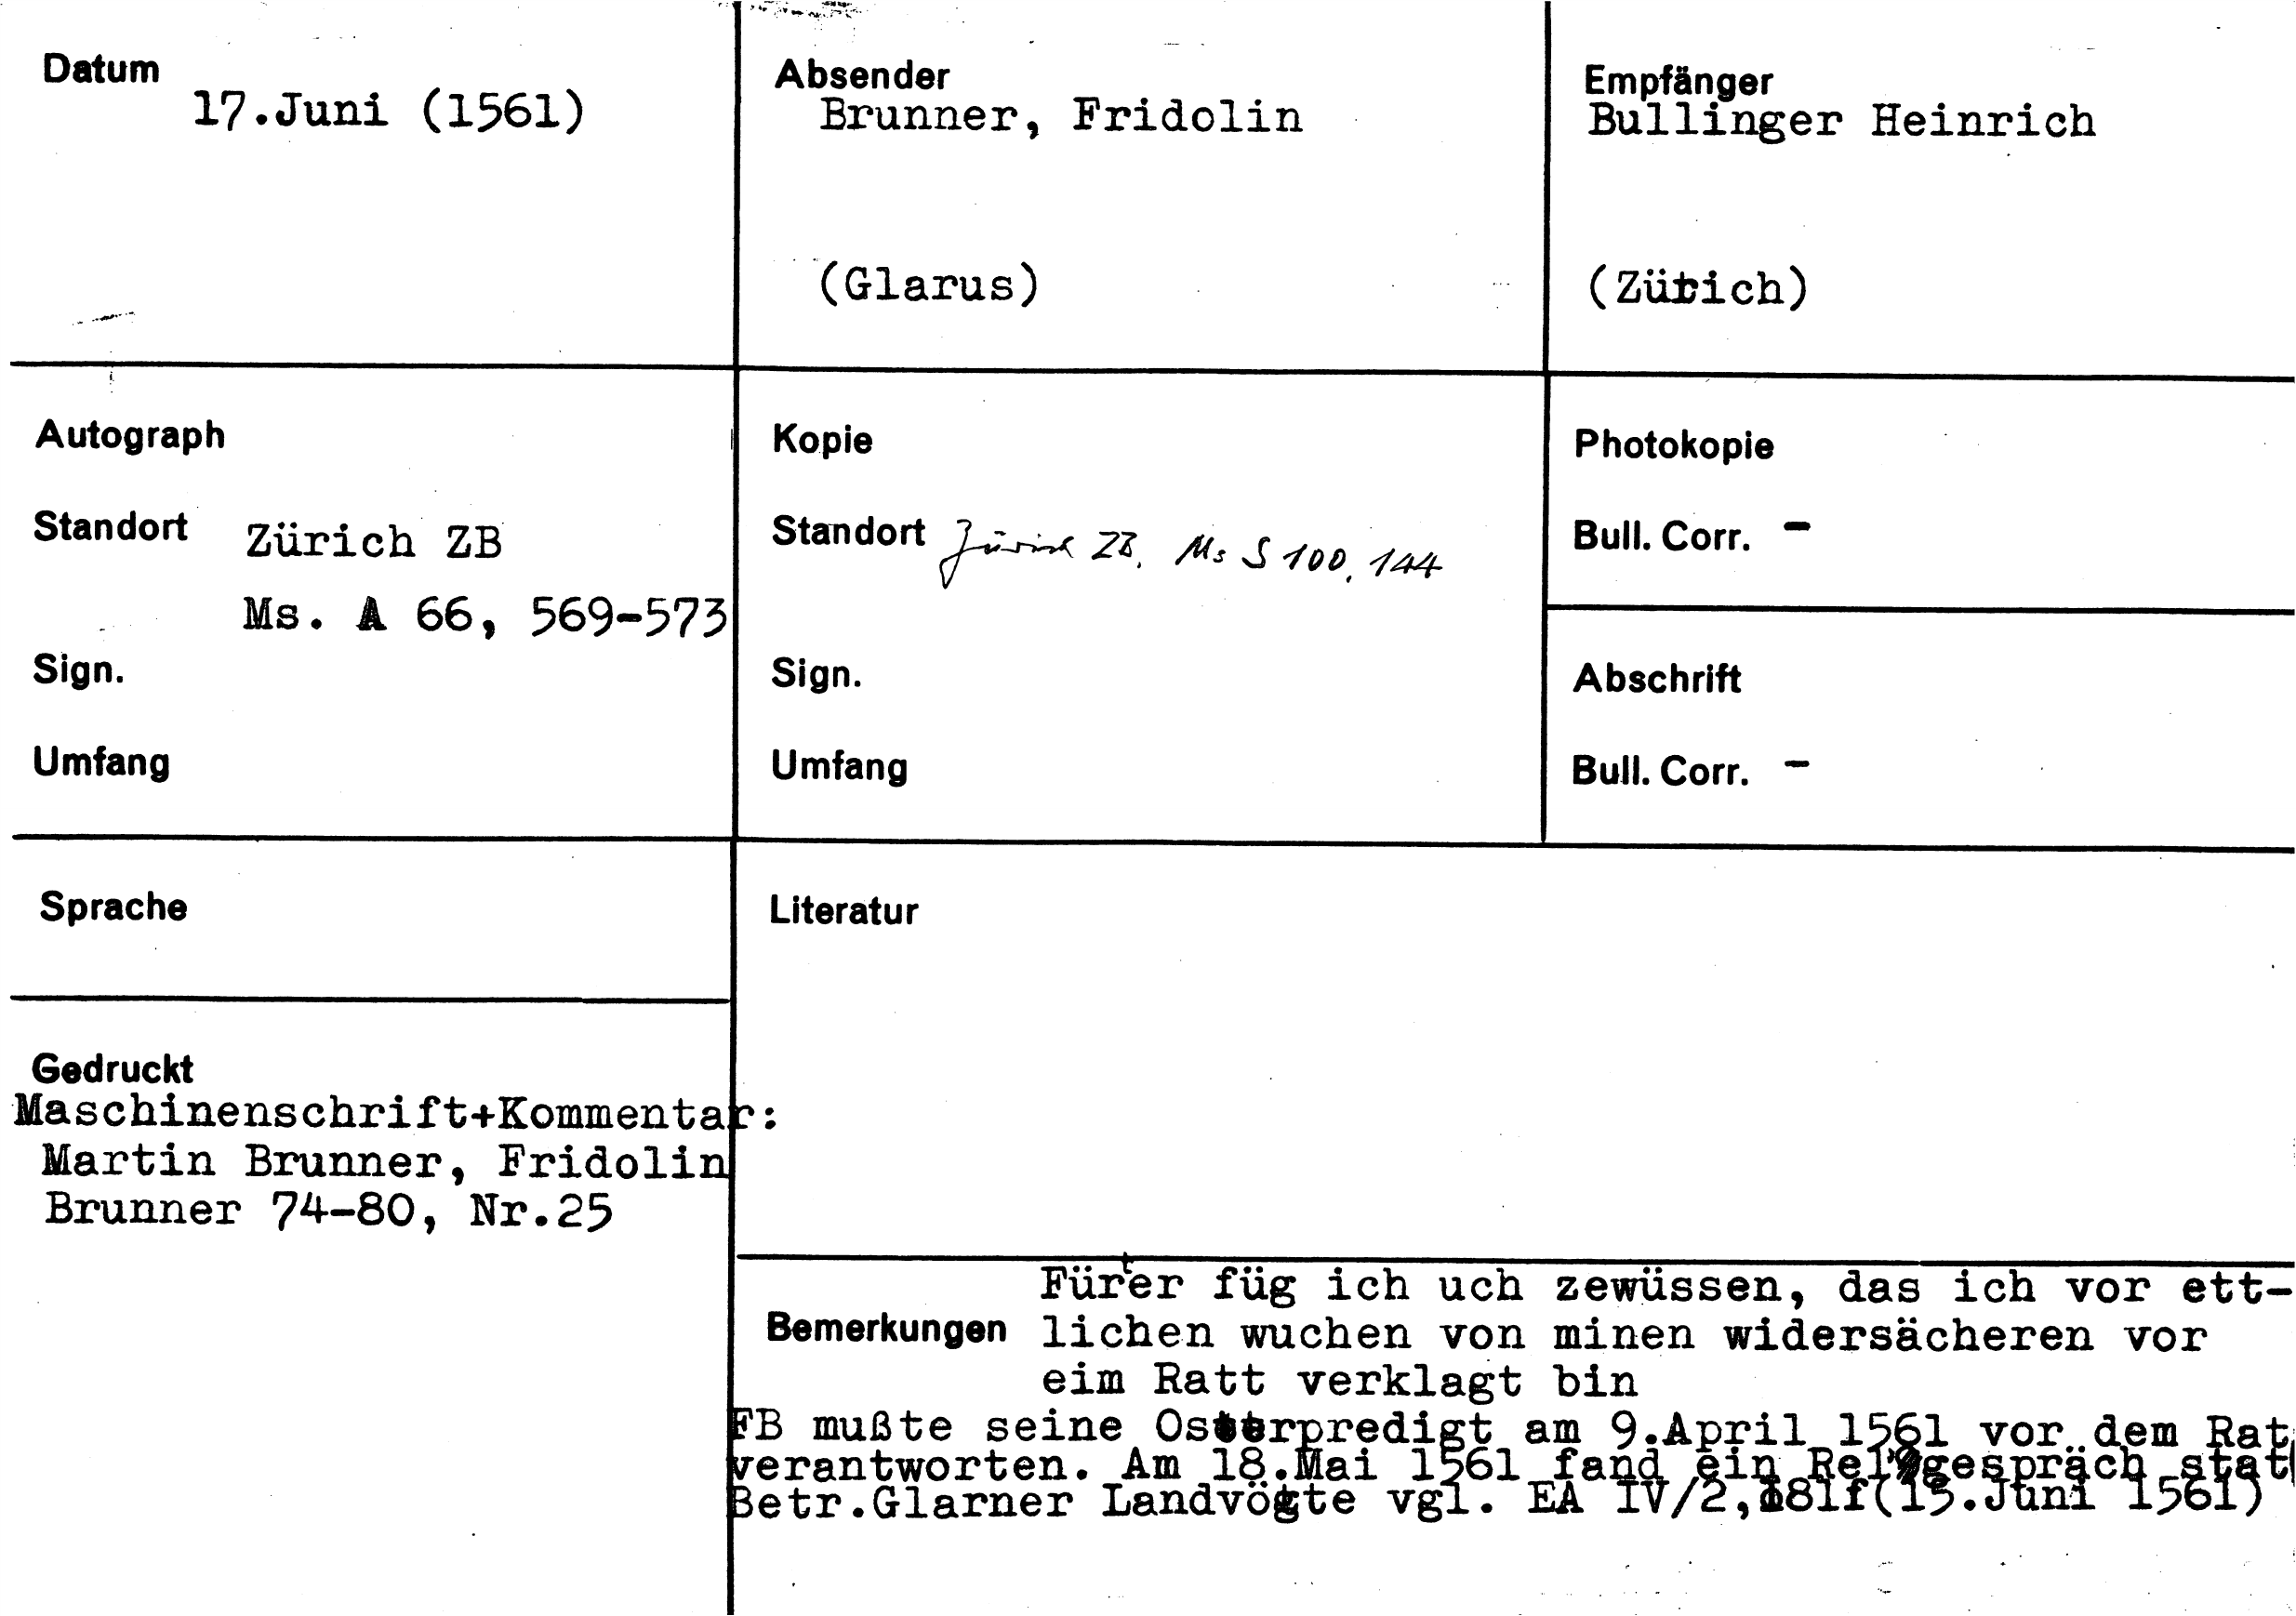 Datum
17.Juni (1561)
Absender
Brunner, Fridolin
(Glarus)
Empfänger
Bullinger Heinrich
(Zürich)
Autograph
Standort Zürich ZB
Ms. A 66, 569-573
Sign.
Umfang
Kopie
Standort Zürich ZB, Ms S 100, 144
Sign.
Umfang
Photokopie
Bull. Corr. -
Abschrift
Bull. Corr. -
Sprache
Literatur
Gedruckt
Maschinenschrift+Kommentar:
Martin Brunner, Fridolin
Brunner 74-80, Nr.25
Bemerkungen
Fürter füg ich uch zewüssen, das ich vor ett-
lichen wuchen von minen widersächeren vor
eim Ratt verklagt bin
FB mußte seine Osterpredigt am 9.April 1561 vor dem Rat
verantworten. Am 18.Mai 1561 fand ein Rel'gespräch stat
Betr.Glarner Landvögte vgl. EA IV/2, (15.Juni 1561)